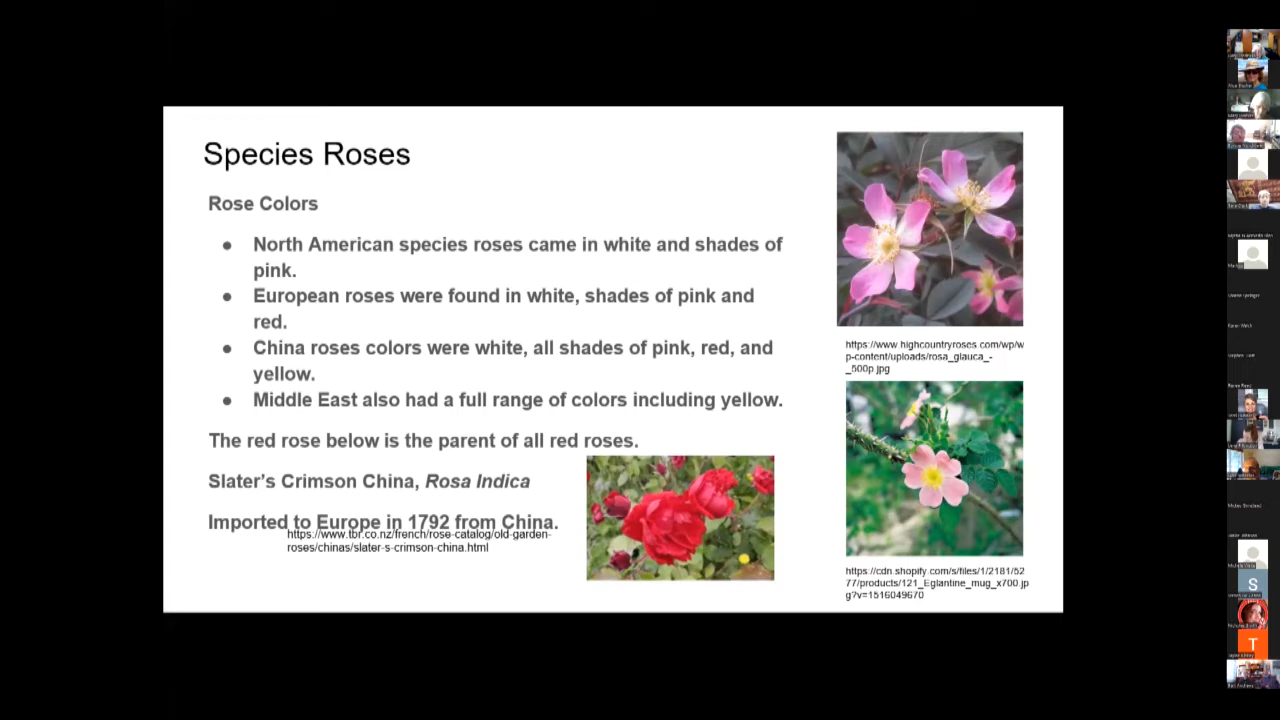 Species Roses
Rose Colors
● North American species roses came in white and shades of
pink.
● European roses were found in white, shades of pink and
red.
● China roses colors were white, all shades of pink, red, and
yellow.
● Middle East also had a full range of colors including yellow.
The red rose below is the parent of all red roses.
Slater's Crimson China, Rosa Indica
Imported to Europe in 1792 from China.
https://www.tbr.co.nz/french/rose-catalog/old-garden-
roses/chinas/slater-s-crimson-china.html
https://www.highcountryroses.com/wp/w
p-content/uploads/rosa_glauca_-
_500p.jpg
https://cdn.shopify.com/s/files/1/2181/52
77/products/121_Eglantine_mug_x700.jp
g?v=1516049670
S
T